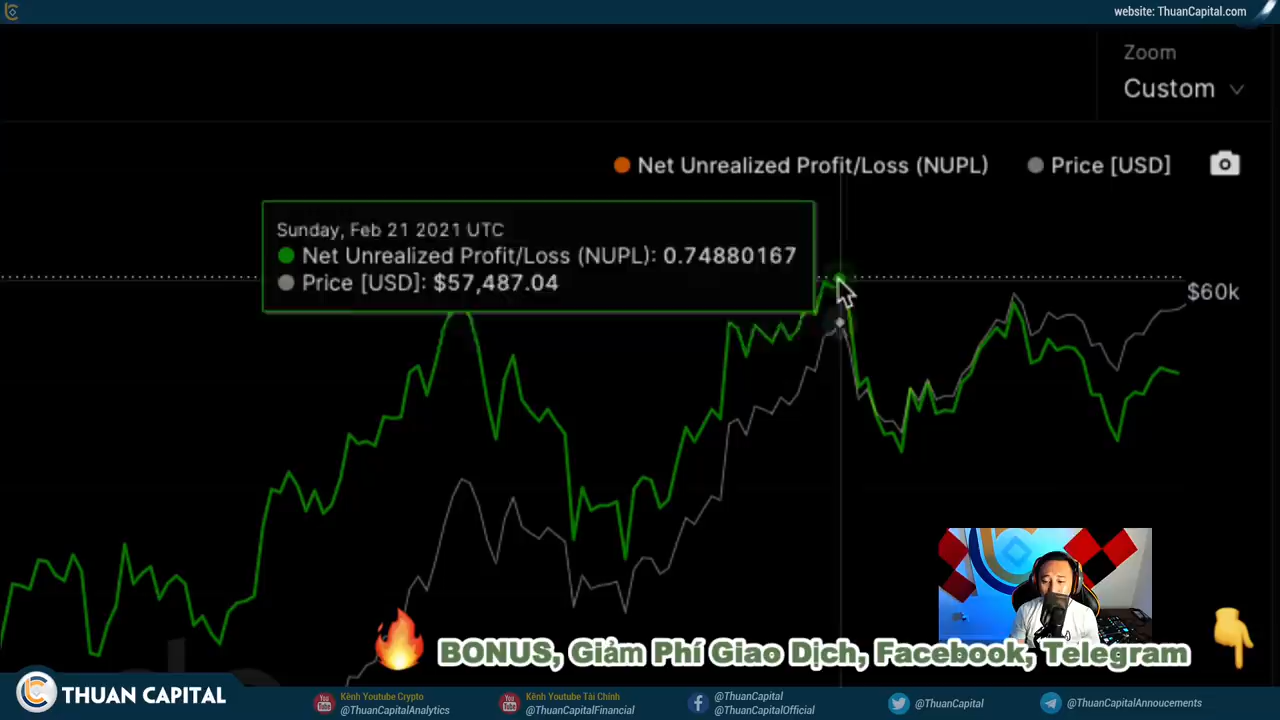 website: ThuanCapital.com
Zoom
Custom
Net Unrealized Profit/Loss (NUPL)
Price [USD]
Sunday, Feb 21 2021 UTC
Net Unrealized Profit/Loss (NUPL): 0.74880167
Price [USD]: $57,487.04
$60k
BONUS, Giảm Phí Giao Dịch, Facebook, Telegram
THUAN CAPITAL
Kênh Youtube Crypto
@ThuanCapitalAnalytics
Kênh Youtube Tài Chính
@ThuanCapitalFinancial
@ThuanCapital
@ThuanCapitalOfficial
@ThuanCapital
@ThuanCapitalAnnoucements